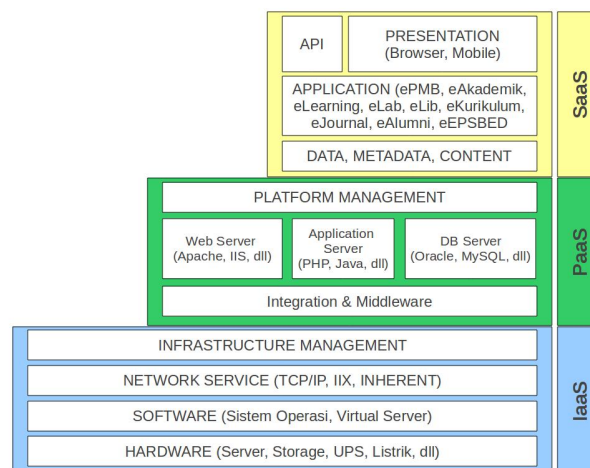 API
PRESENTATION
(Browser, Mobile)
APPLICATION (ePMB, eAkademik,
eLearning, eLab, eLib, eKurikulum,
eJournal, eAlumni, eEPSBED)
DATA, METADATA, CONTENT
SaaS
PLATFORM MANAGEMENT
Web Server
(Apache, IIS, dll)
Application
Server
(PHP, Java, dll)
DB Server
(Oracle, MySQL, dll)
Integration & Middleware
PaaS
INFRASTRUCTURE MANAGEMENT
NETWORK SERVICE (TCP/IP, IIX, INHERENT)
SOFTWARE (Sistem Operasi, Virtual Server)
HARDWARE (Server, Storage, UPS, Listrik, dll)
IaaS